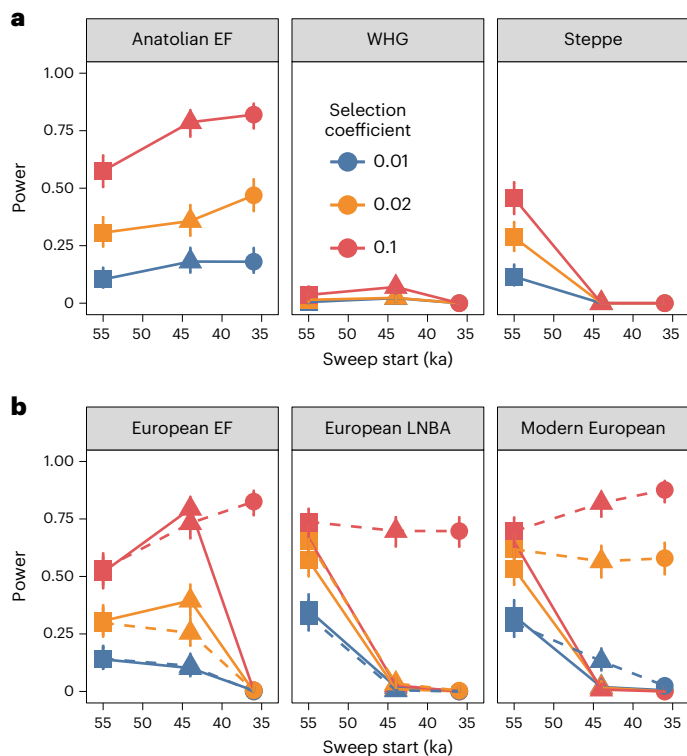 a
Anatolian EF WHG Steppe
1.00
0.75
0.50
0.25
0
Power
Selection
coefficient
0.01
0.02
0.1
55 50 45 40 35 55 50 45 40 35 55 50 45 40 35
Sweep start (ka)
b
European EF European LNBA Modern European
1.00
0.75
0.50
0.25
0
Power
55 50 45 40 35 55 50 45 40 35 55 50 45 40 35
Sweep start (ka)